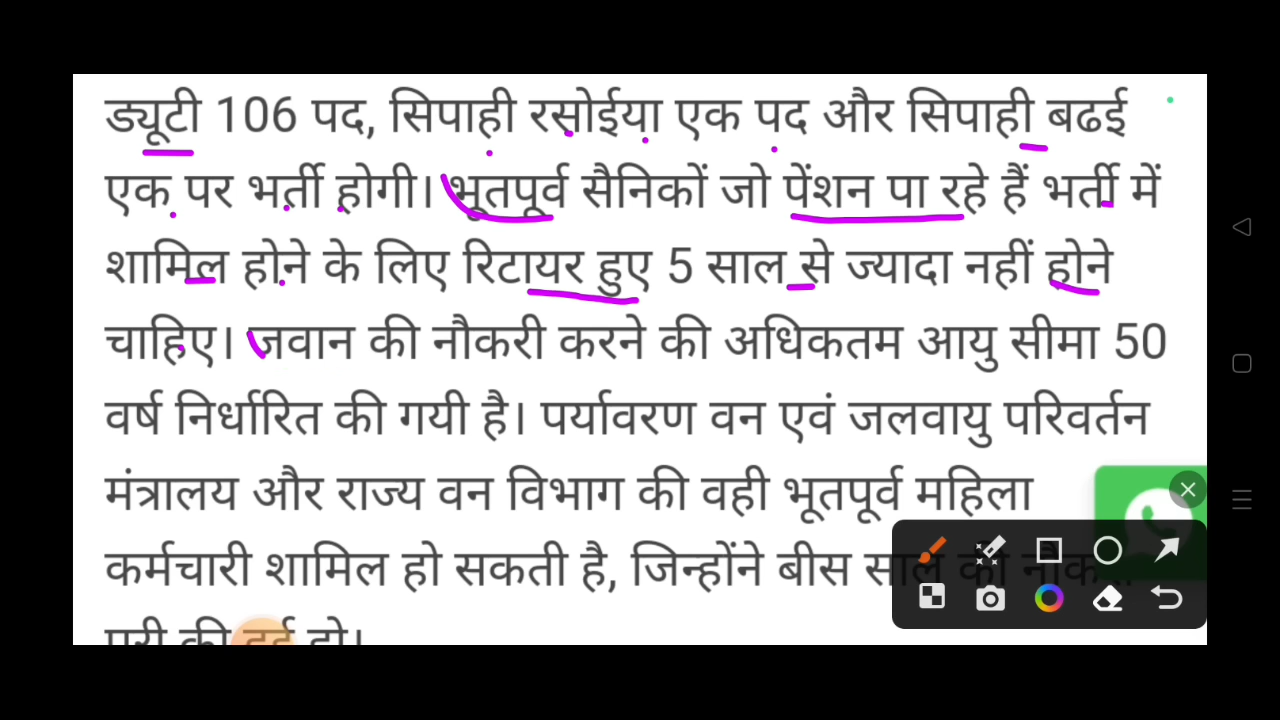 ड्यूटी 106 पद, सिपाही रसोईया एक पद और सिपाही बढई
एक पर भर्ती होगी। भूतपूर्व सैनिकों जो पेंशन पा रहे हैं भर्ती में
शामिल होने के लिए रिटायर हुए 5 साल से ज्यादा नहीं होने
चाहिए। जवान की नौकरी करने की अधिकतम आयु सीमा 50
वर्ष निर्धारित की गयी है। पर्यावरण वन एवं जलवायु परिवर्तन
मंत्रालय और राज्य वन विभाग की वही भूतपूर्व महिला
कर्मचारी शामिल हो सकती है, जिन्होंने बीस साल की
पूरी की हुई हो।